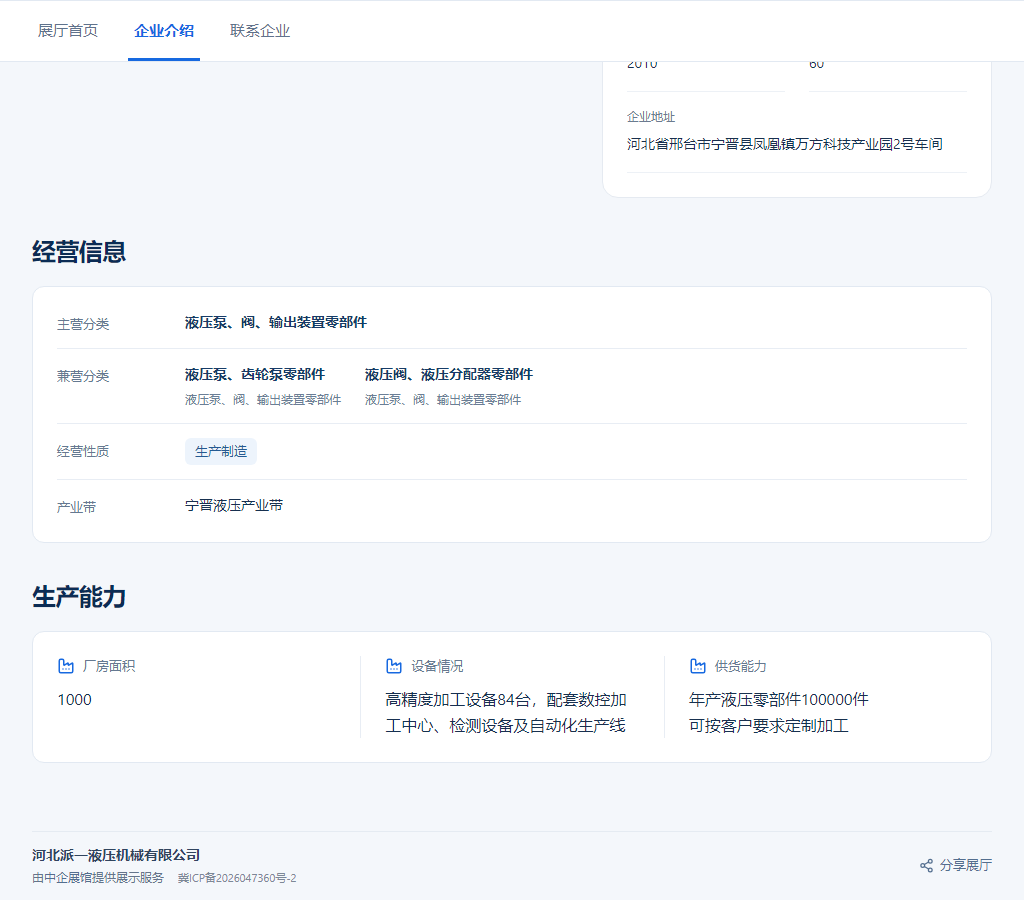 展厅首页 企业介绍 联系企业
2010 60
企业地址
河北省邢台市宁晋县凤凰镇万方科技产业园2号车间
经营信息
主营分类 液压泵、阀、输出装置零部件
兼营分类 液压泵、齿轮泵零部件 液压阀、液压分配器零部件
液压泵、阀、输出装置零部件 液压泵、阀、输出装置零部件
经营性质 生产制造
产业带 宁晋液压产业带
生产能力
厂房面积 设备情况 供货能力
1000 高精度加工设备84台，配套数控加 年产液压零部件100000件
工中心、检测设备及自动化生产线 可按客户要求定制加工
河北派一液压机械有限公司
由中企展馆提供展示服务 冀ICP备2026047360号-2
分享展厅